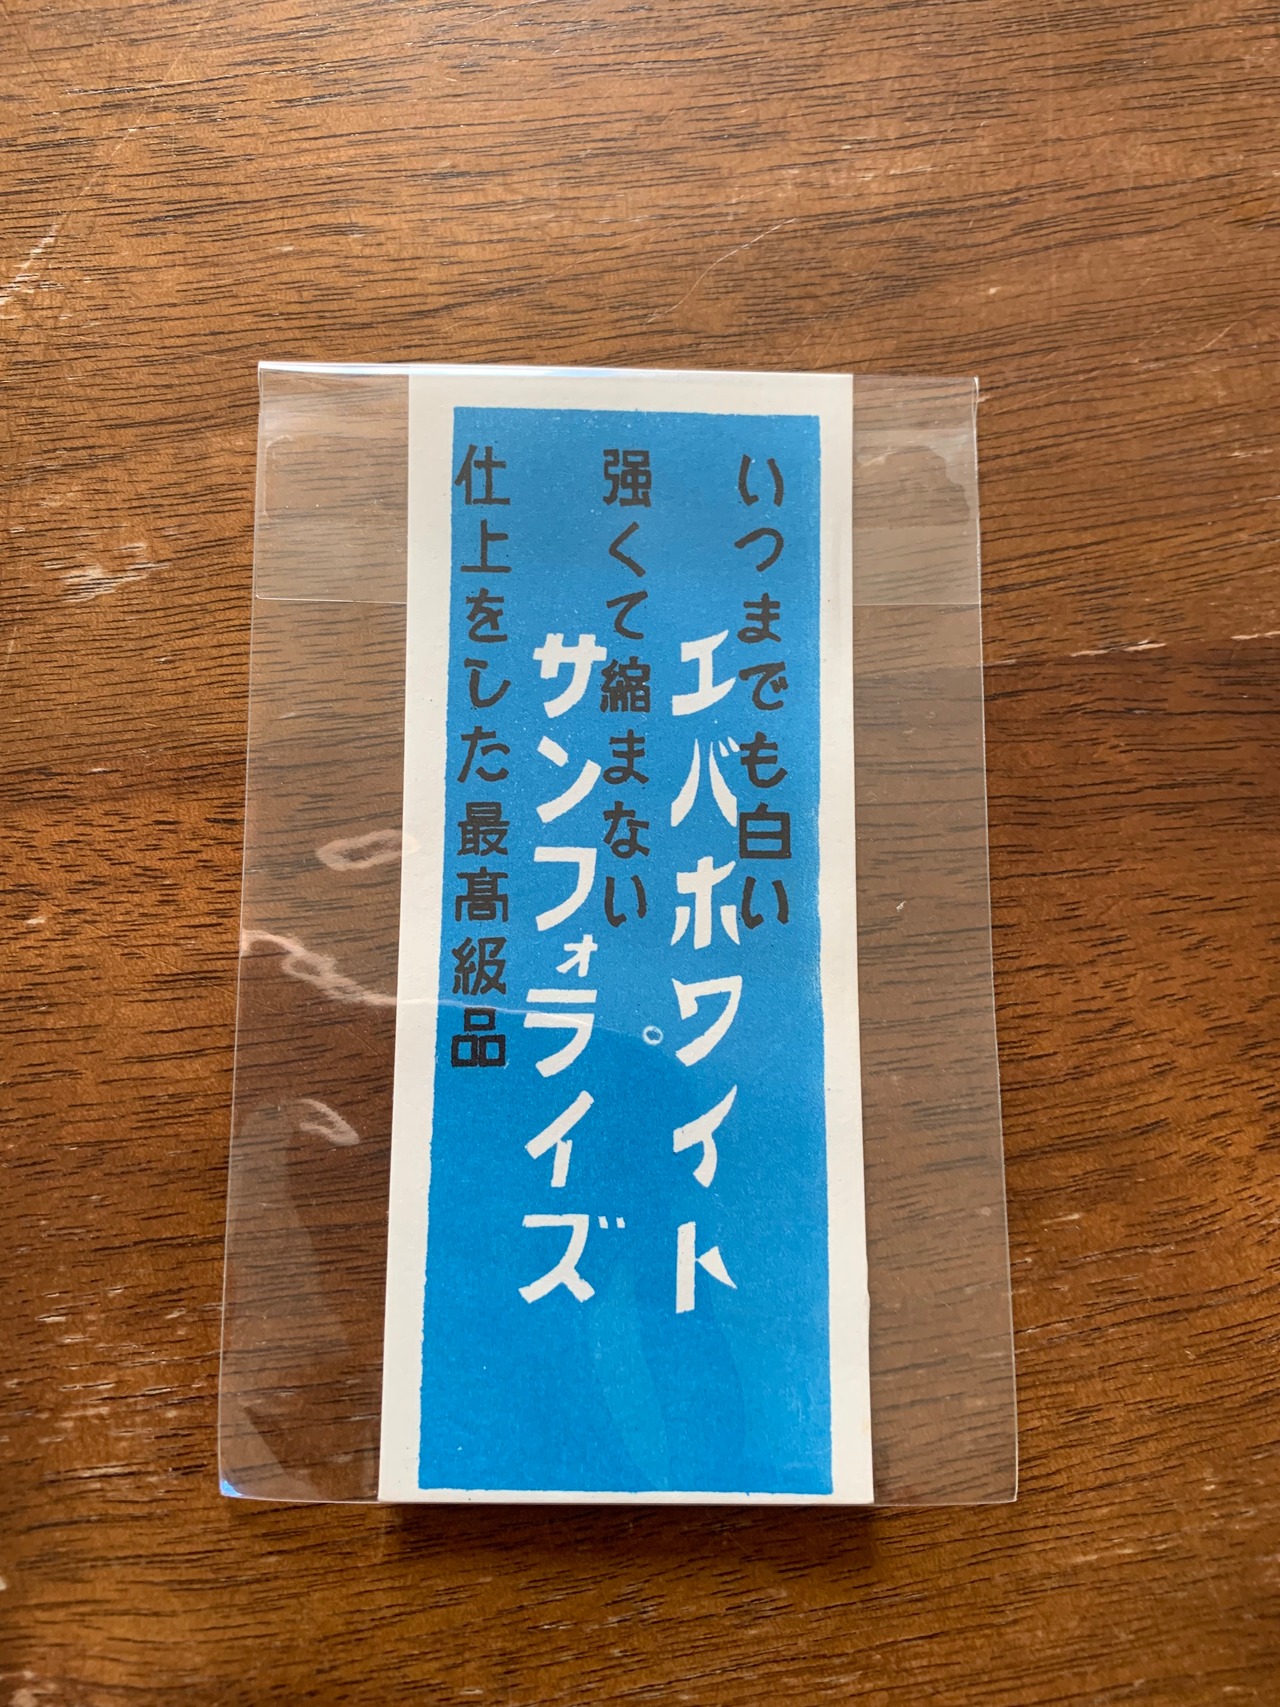 いつまでも白い
エバホワイト
强くて縮まない
サンフォライズ
仕上をした最高級品